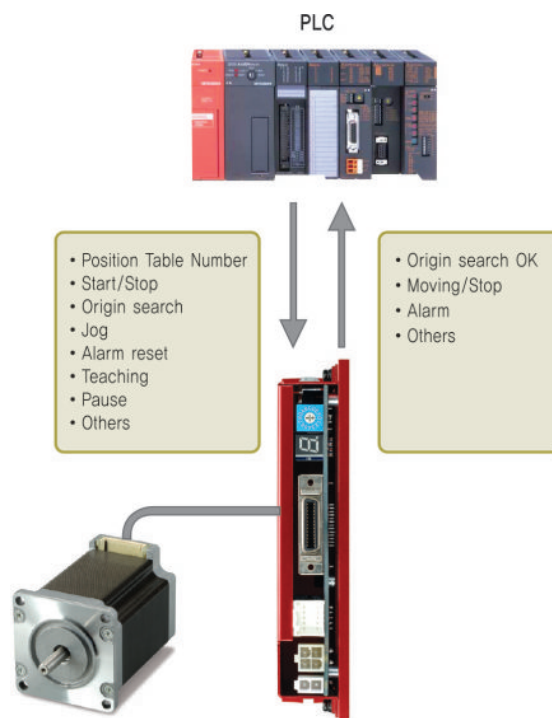 PLC
• Position Table Number
• Start/Stop
• Origin search
• Jog
• Alarm reset
• Teaching
• Pause
• Others
• Origin search OK
• Moving/Stop
• Alarm
• Others